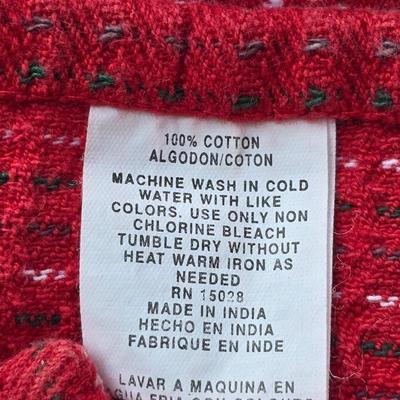 100% COTTON
ALGODON/COTON
MACHINE WASH IN COLD
WATER WITH LIKE
COLORS. USE ONLY NON
CHLORINE BLEACH
TUMBLE DRY WITHOUT
HEAT WARM IRON AS
NEEDED
RN 15028
MADE IN INDIA
HECHO EN INDIA
FABRIQUE EN INDE
LAVAR A MAQUINA EN
FRIA CON